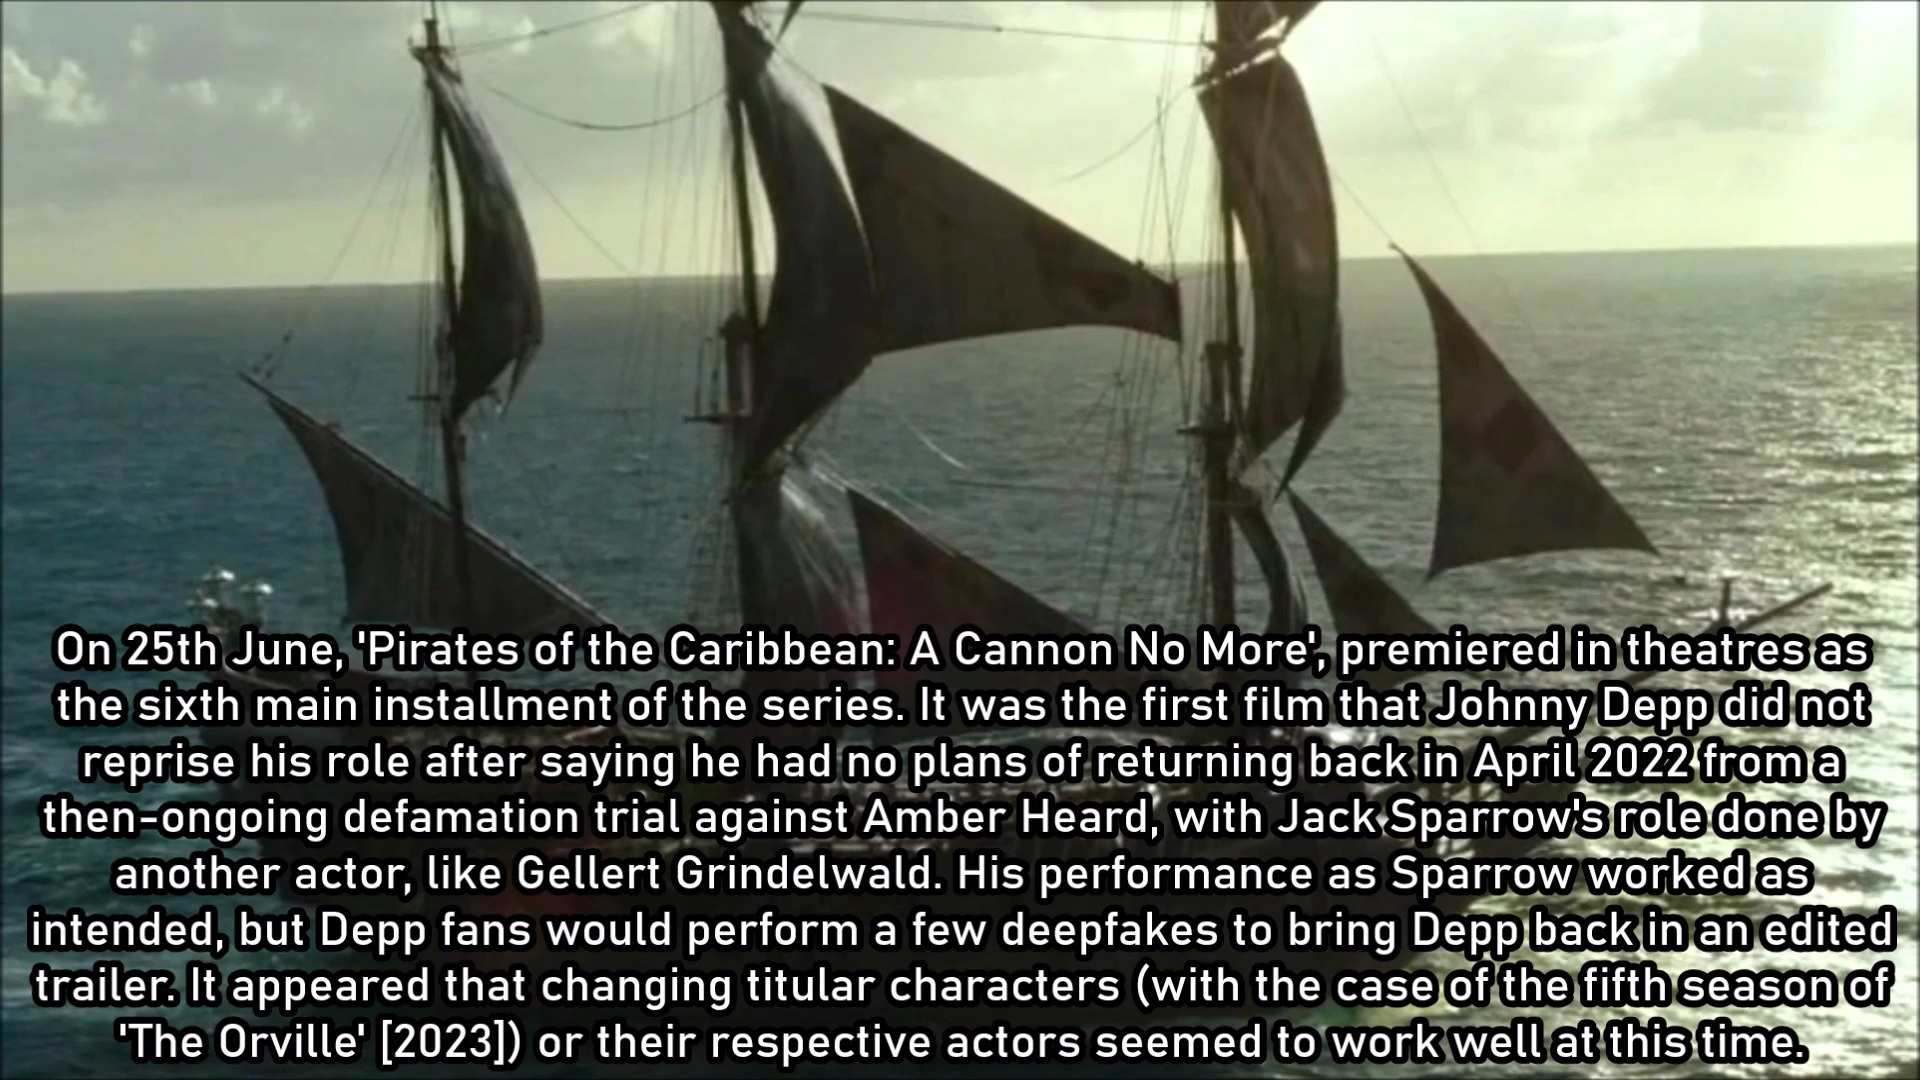 On 25th June, 'Pirates of the Caribbean: A Cannon No More', premiered in theatres as
the sixth main installment of the series. It was the first film that Johnny Depp did not
reprise his role after saying he had no plans of returning back in April 2022 from a
then-ongoing defamation trial against Amber Heard, with Jack Sparrow's role done by
another actor, like Gellert Grindelwald. His performance as Sparrow worked as
intended, but Depp fans would perform a few deepfakes to bring Depp back in an edited
trailer. It appeared that changing titular characters (with the case of the fifth season of
'The Orville' [2023]) or their respective actors seemed to work well at this time.